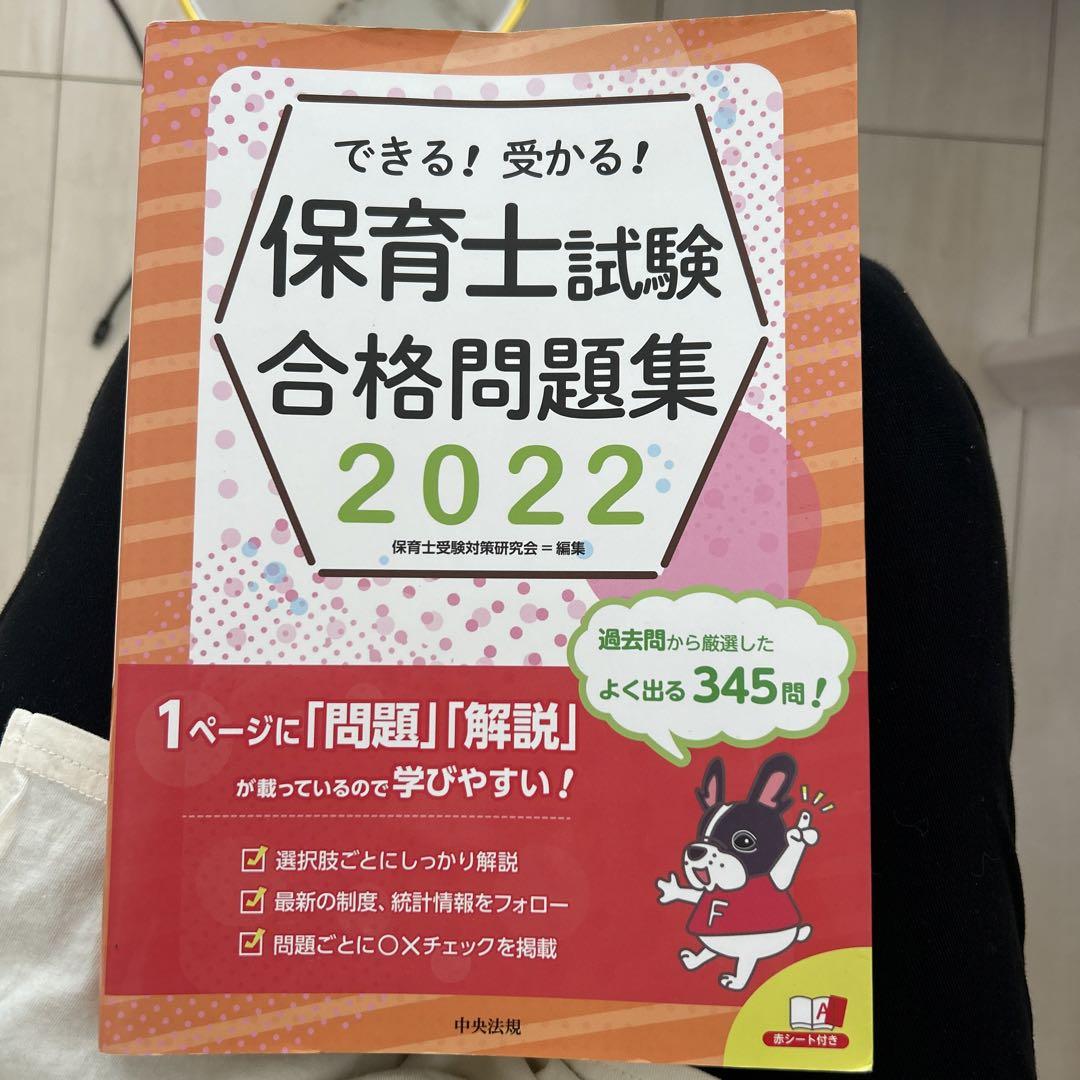 できる! 受かる!
保育士試験
合格問題集
2022
保育士受験対策研究会＝編集
過去問から厳選した
よく出る 345問!
1ページに「問題」「解説」
が載っているので 学びやすい!
選択肢ごとにしっかり解説
最新の制度、統計情報をフォロー
問題ごとに〇×チェックを掲載
F
中央法規
A
赤シート付き